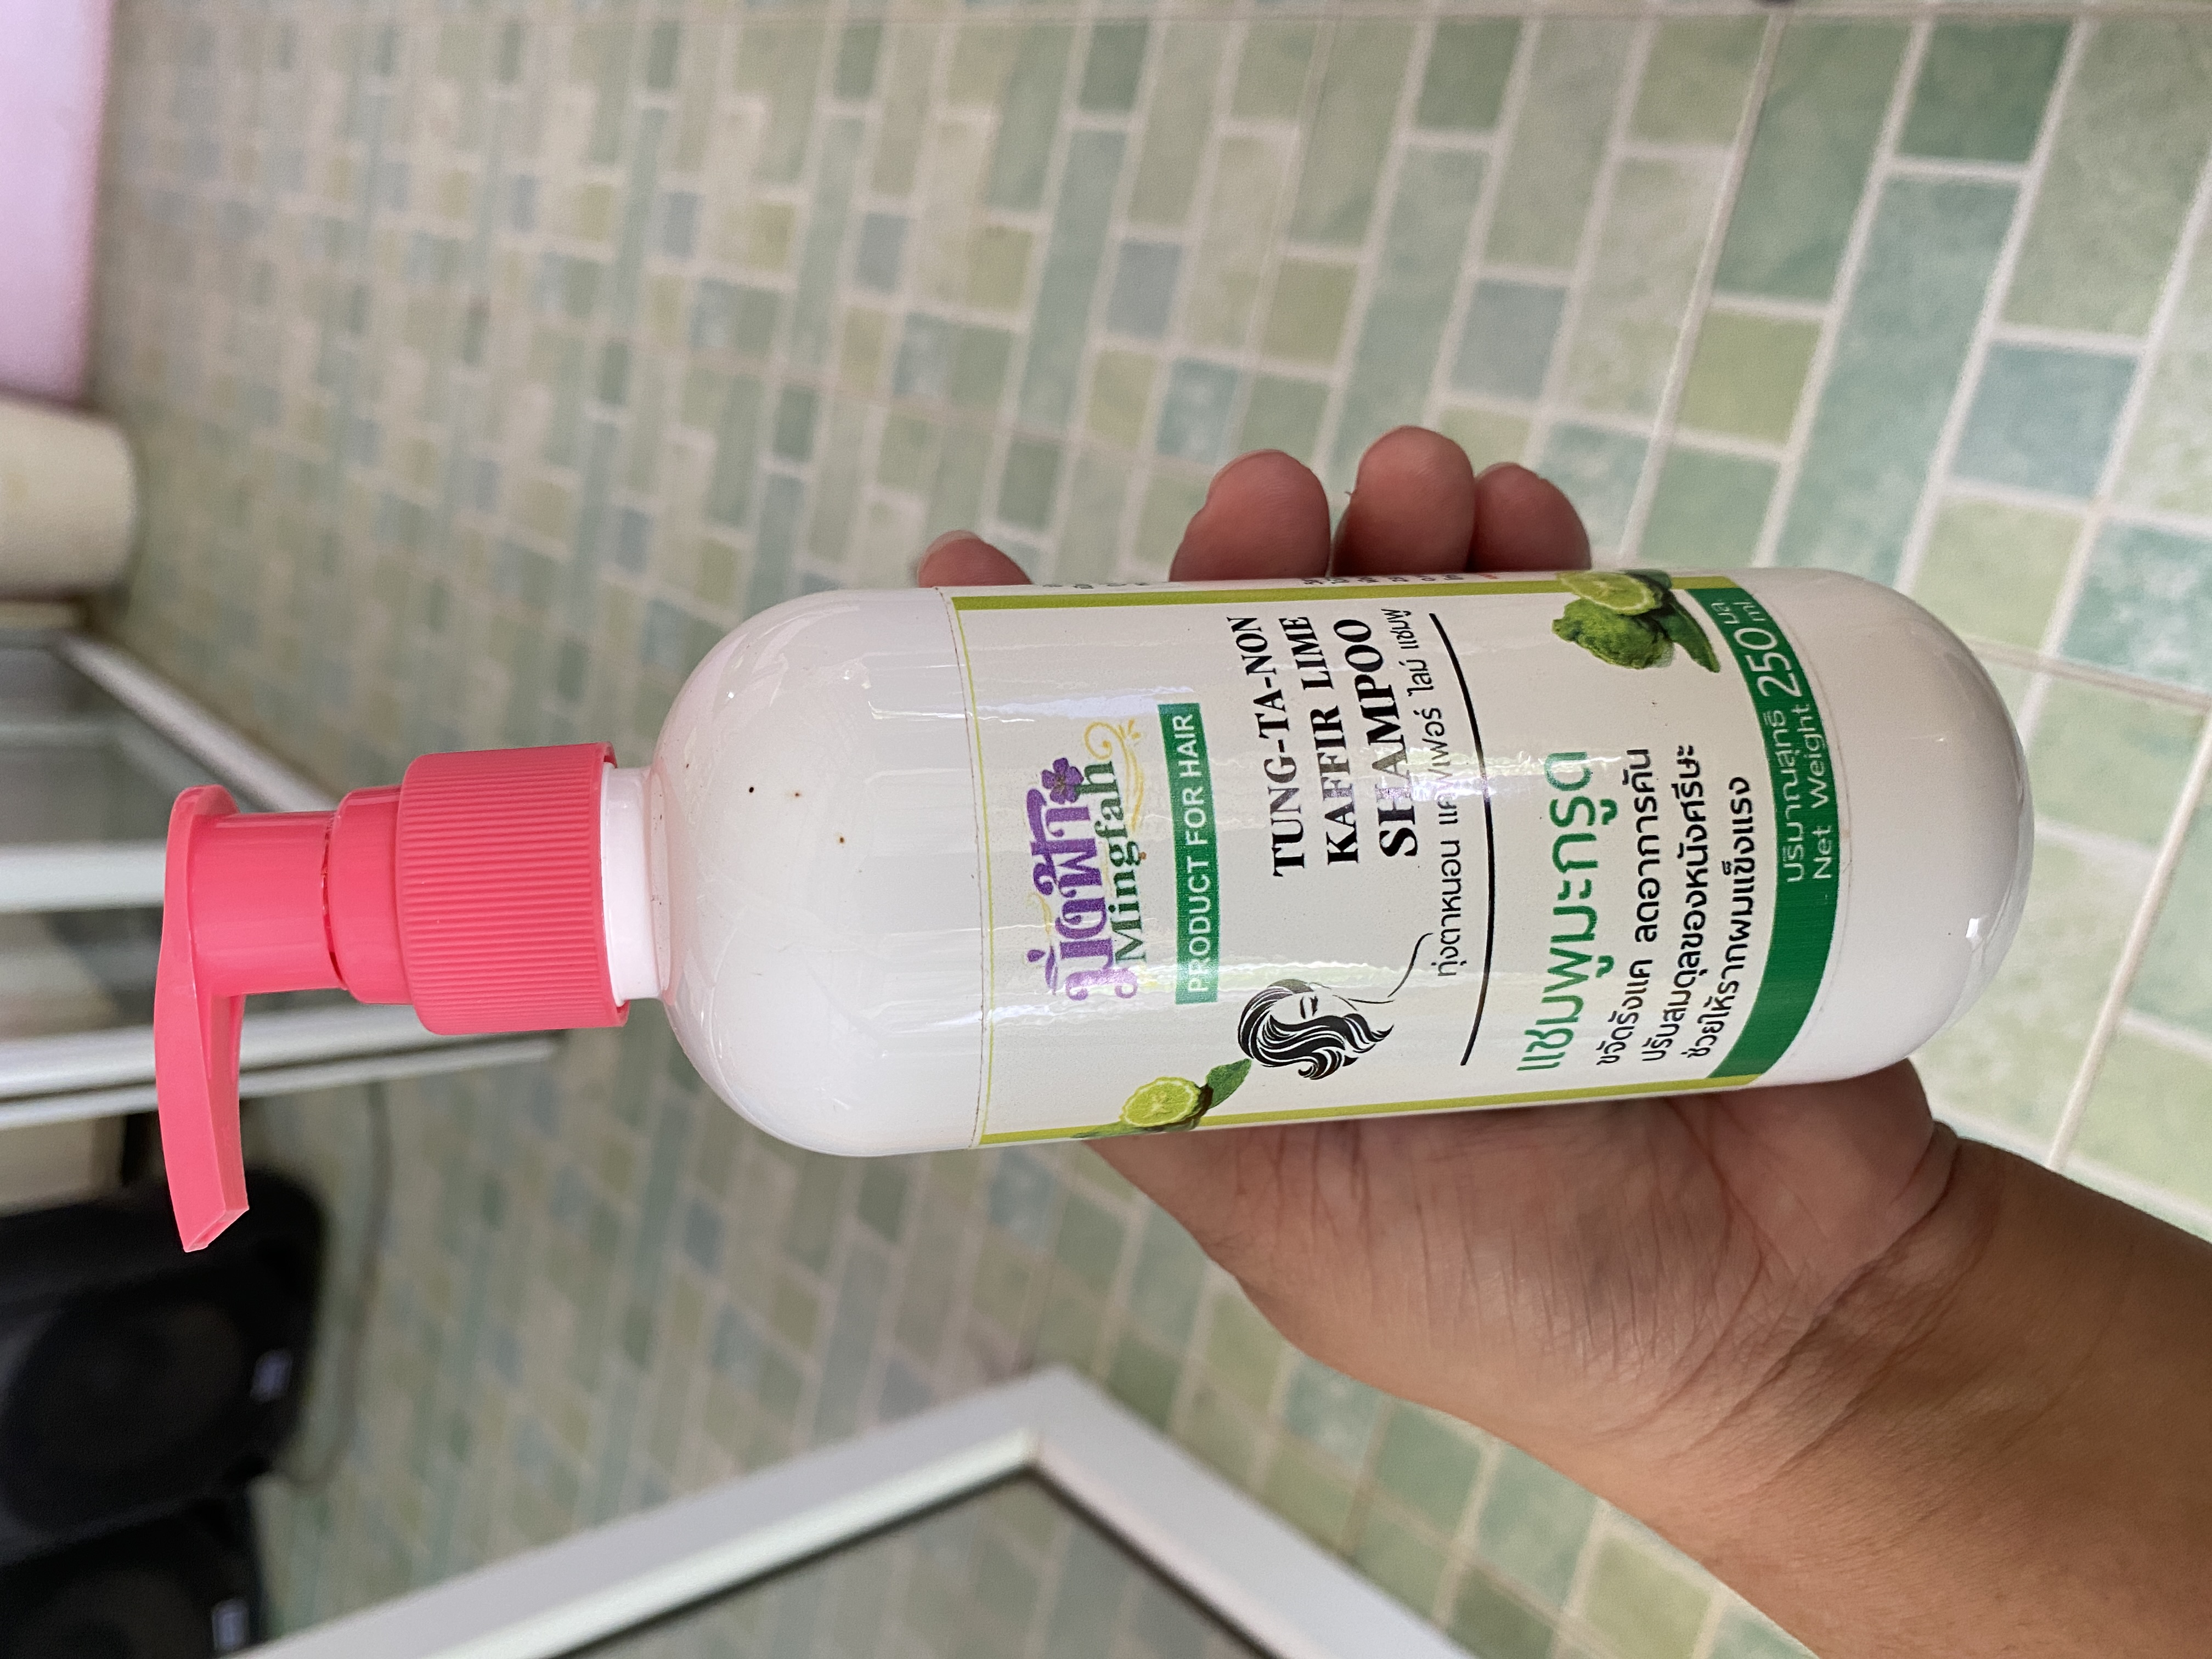 มิ่งฟ้า
Mingfah
PRODUCT FOR HAIR
TUNG-TA-NON
KAFFIR LIME
SHAMPOO
ทุ่งตาหนอน แคฟเฟอร์ ไลม์ แชมพู
แชมพูมะกรูด
ขจัดรังแค ลดอาการคัน
ปรับสมดุลของหนังศรีษะ
ช่วยให้รากผมแข็งแรง
ปริมาณสุทธิ 250 มล.
Net Weight ml.